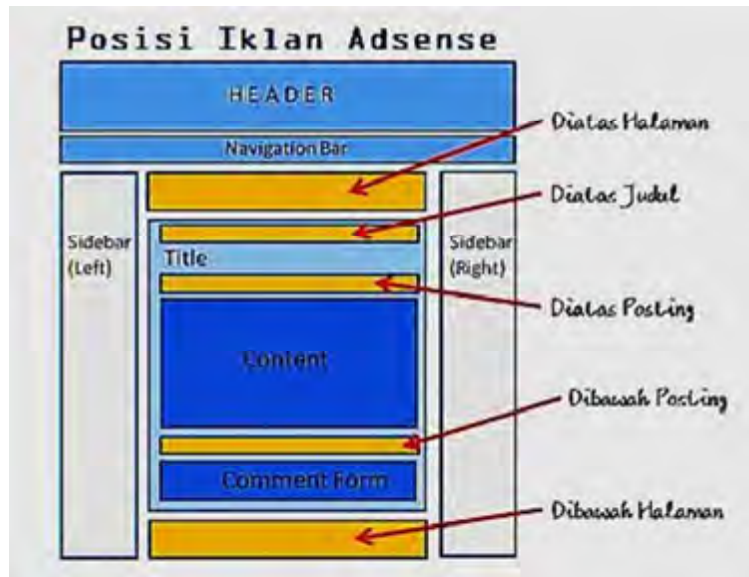 Posisi Iklan Adsense
HEADER
Diatas Halaman
Navigation Bar
Diatas Judul
Sidebar
(Left)
Title
Sidebar
(Right)
Diatas Posting
Content
Dibawah Posting
Comment Form
Dibawah Halaman